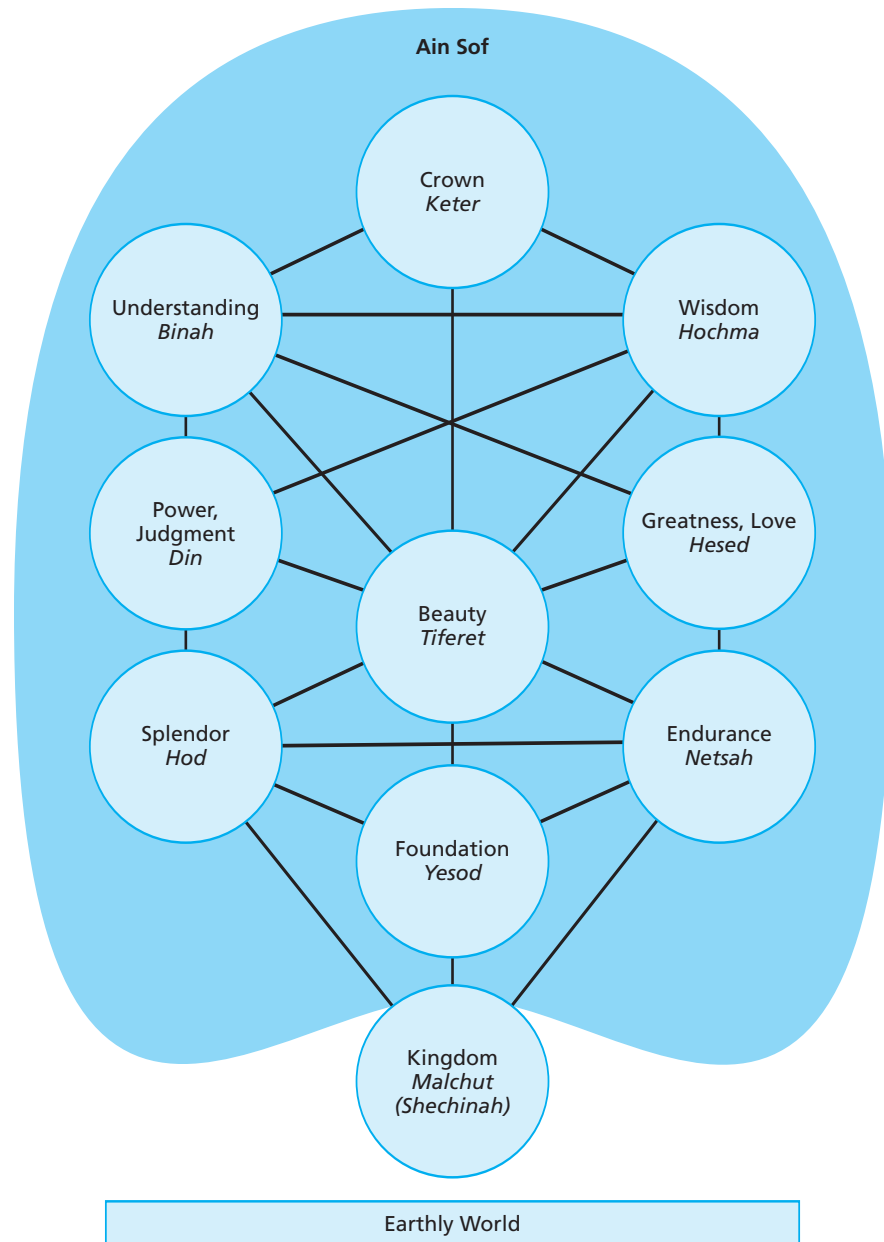 Ain Sof
Crown
Keter
Understanding
Binah
Wisdom
Hochma
Power,
Judgment
Din
Greatness, Love
Hesed
Beauty
Tiferet
Splendor
Hod
Endurance
Netsah
Foundation
Yesod
Kingdom
Malchut
(Shechinah)
Earthly World